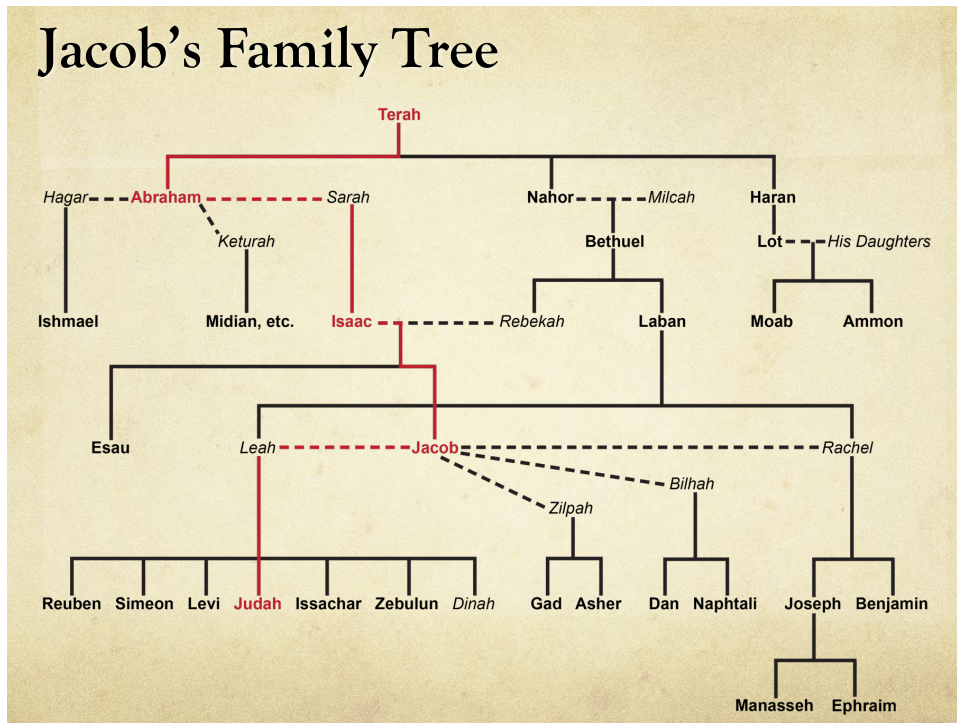 Jacob's Family Tree
Terah
Hagar Abraham Sarah Nahor Milcah Haran
Keturah Bethuel Lot His Daughters
Ishmael Midian, etc. Isaac Rebekah Laban Moab Ammon
Esau Leah Jacob Rachel
Bilhah
Zilpah
Reuben Simeon Levi Judah Issachar Zebulun Dinah Gad Asher Dan Naphtali Joseph Benjamin
Manasseh Ephraim